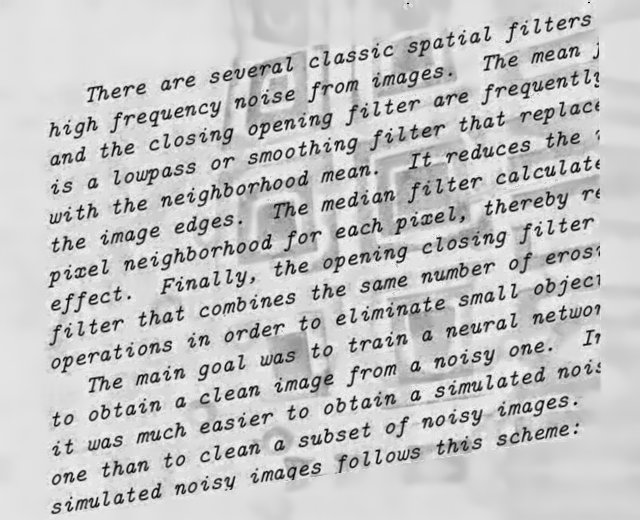 There are several classic spatial filters
high frequency noise from images. The mean
and the closing opening filter are frequently
is a lowpass or smoothing filter that replace
with the neighborhood mean. It reduces the
the image edges. The median filter calculate
pixel neighborhood for each pixel, thereby re
effect. Finally, the opening closing filter
filter that combines the same number of erosi
operations in order to eliminate small object
The main goal was to train a neural networ
to obtain a clean image from a noisy one. In
it was much easier to obtain a simulated nois
one than to clean a subset of noisy images.
simulated noisy images follows this scheme: